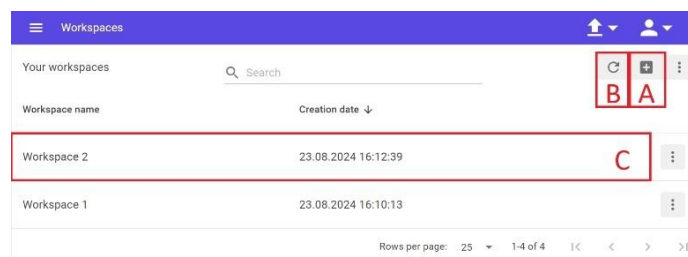 Workspaces
Your workspaces
Search
B A
Workspace name Creation date
Workspace 2 23.08.2024 16:12:39 C
Workspace 1 23.08.2024 16:10:13
Rows per page: 25 1-4 of 4